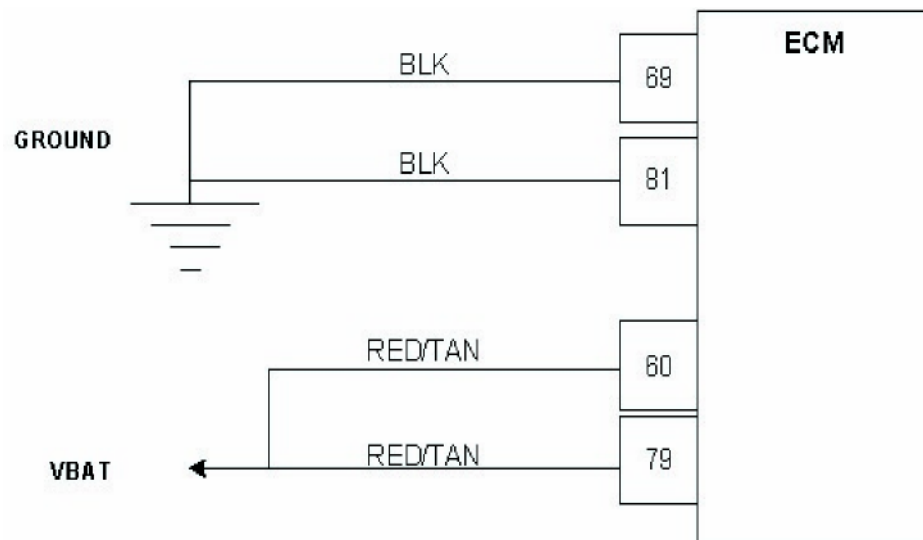 ECM
BLK
69
GROUND
BLK
81
RED/TAN
60
VBAT
RED/TAN
79